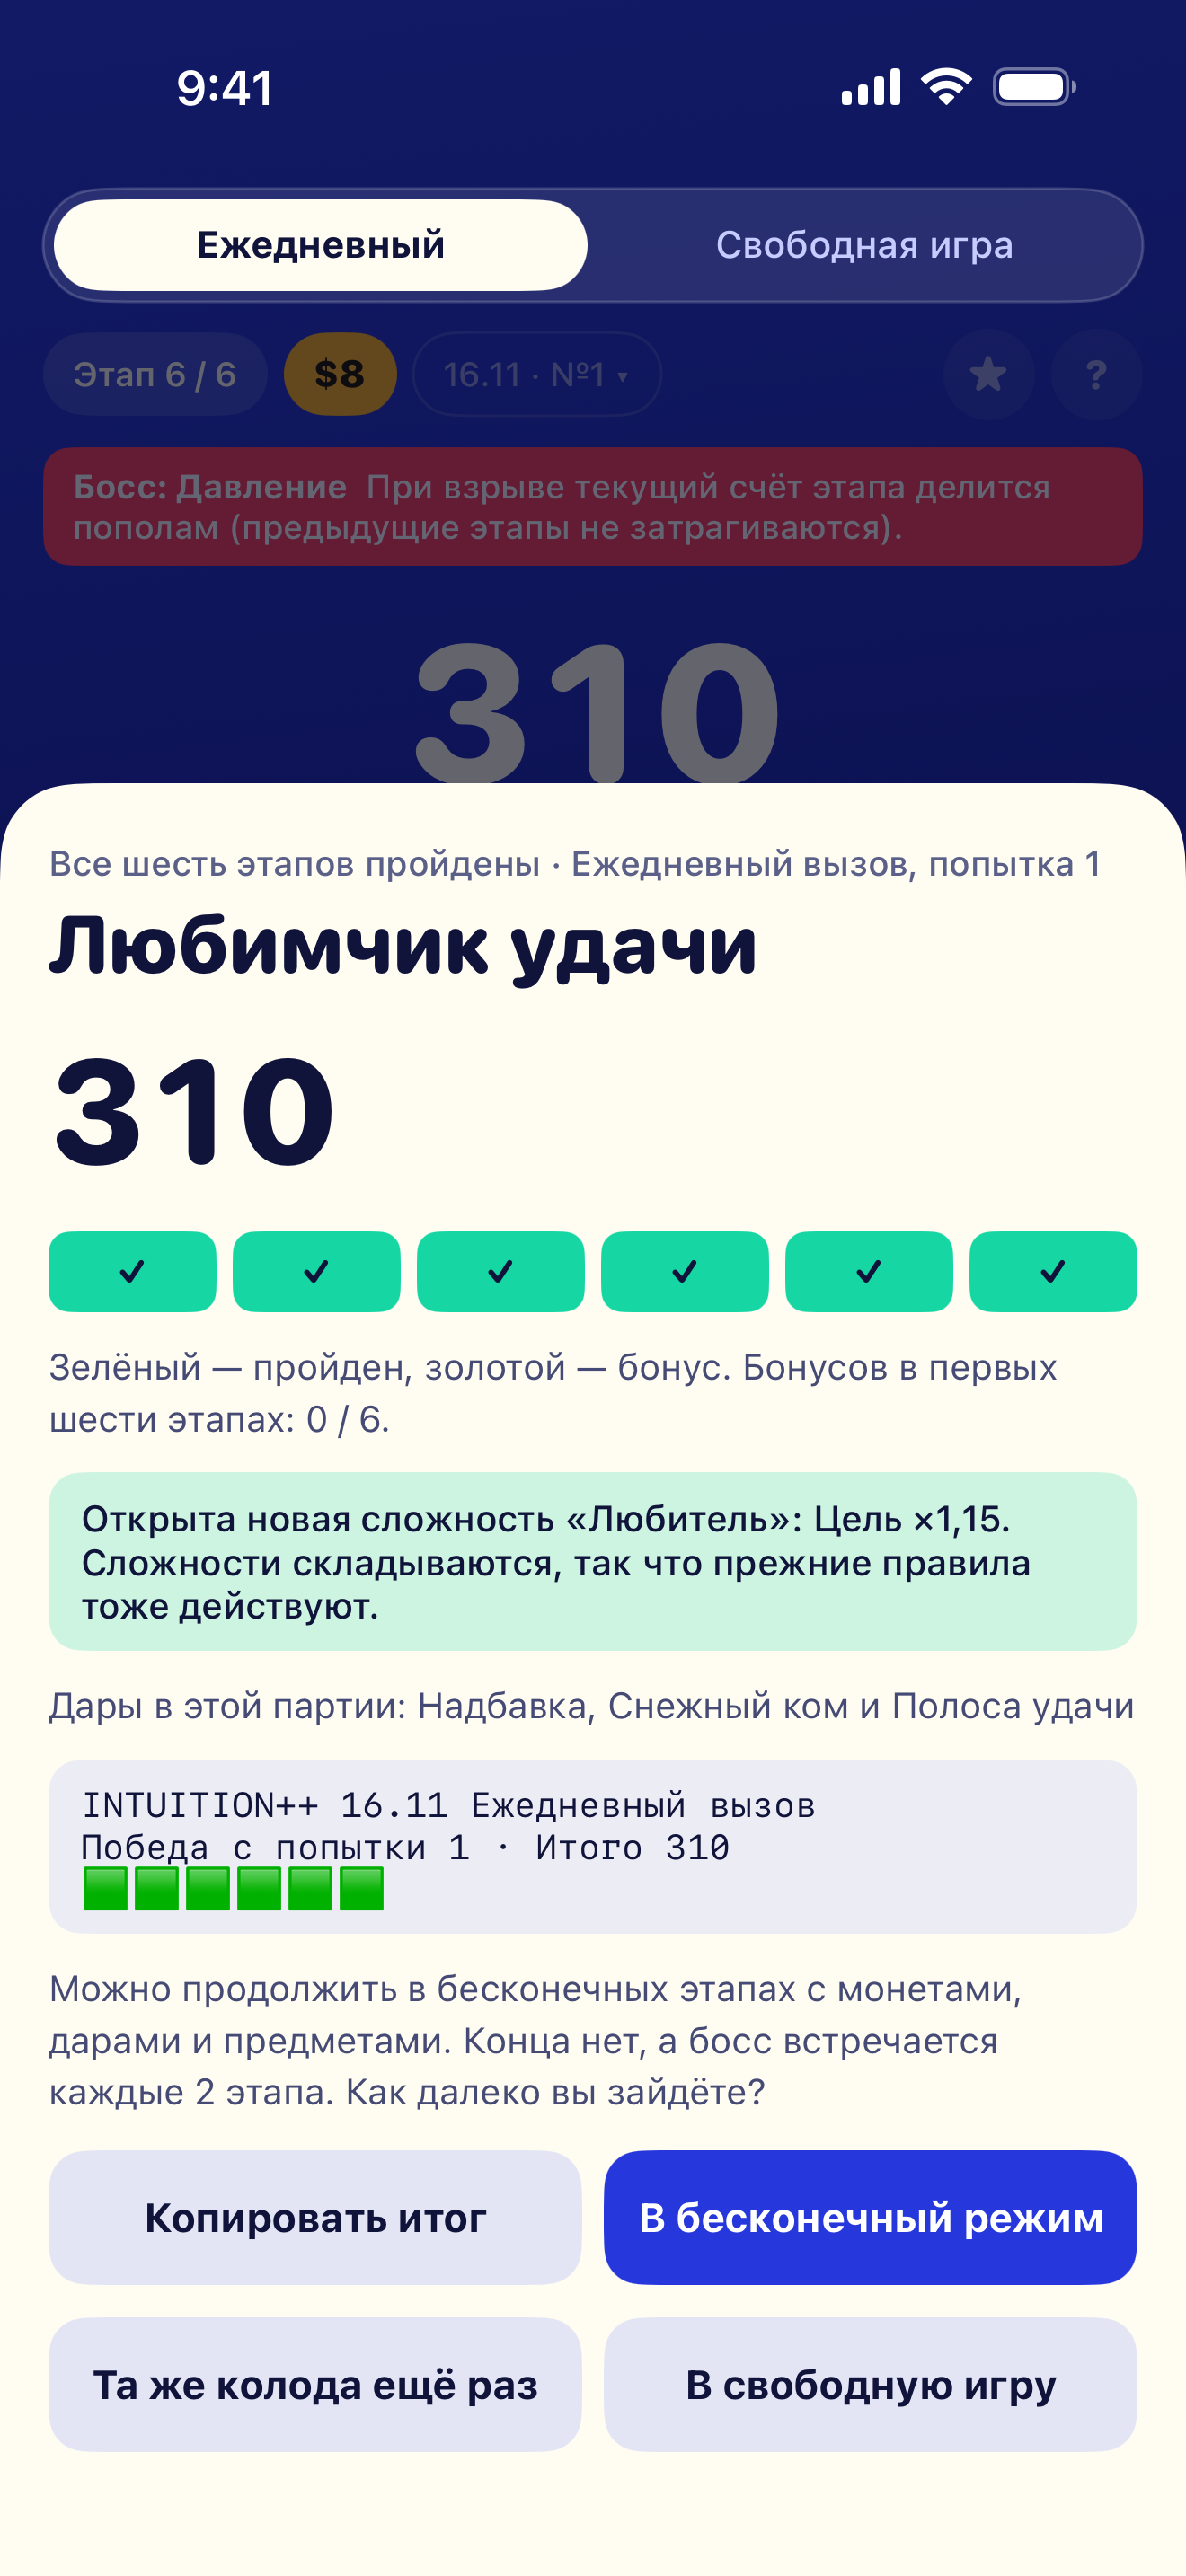 9:41
Ежедневный
Свободная игра
Этап 6 / 6
$8
16.11 · №1 ▾
?
Босс: Давление При взрыве текущий счёт этапа делится
пополам (предыдущие этапы не затрагиваются).
310
Все шесть этапов пройдены · Ежедневный вызов, попытка 1
Любимчик удачи
310
Зелёный — пройден, золотой — бонус. Бонусов в первых
шести этапах: 0 / 6.
Открыта новая сложность «Любитель»: Цель ×1,15.
Сложности складываются, так что прежние правила
тоже действуют.
Дары в этой партии: Надбавка, Снежный ком и Полоса удачи
INTUITION++ 16.11 Ежедневный вызов
Победа с попытки 1 · Итого 310
Можно продолжить в бесконечных этапах с монетами,
дарами и предметами. Конца нет, а босс встречается
каждые 2 этапа. Как далеко вы зайдёте?
Копировать итог
В бесконечный режим
Та же колода ещё раз
В свободную игру